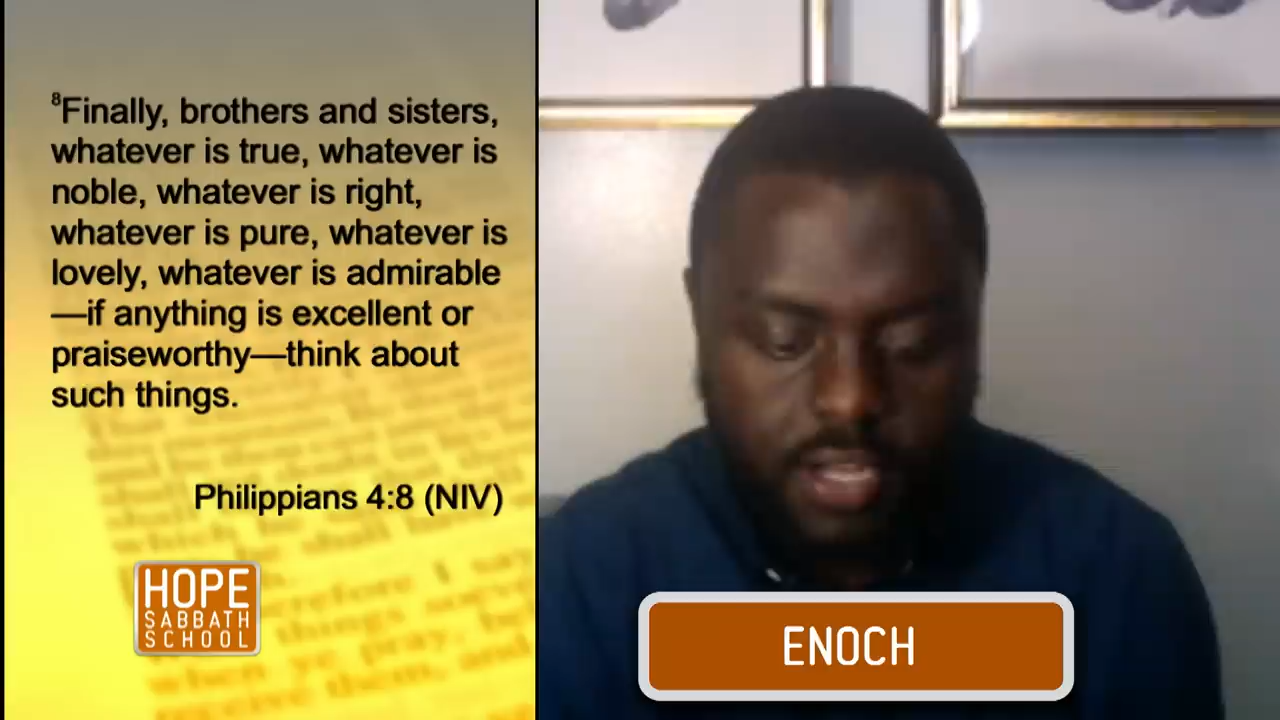 ⁸Finally, brothers and sisters,
whatever is true, whatever is
noble, whatever is right,
whatever is pure, whatever is
lovely, whatever is admirable
—if anything is excellent or
praiseworthy—think about
such things.
Philippians 4:8 (NIV)
HOPE
SABBATH
SCHOOL
ENOCH